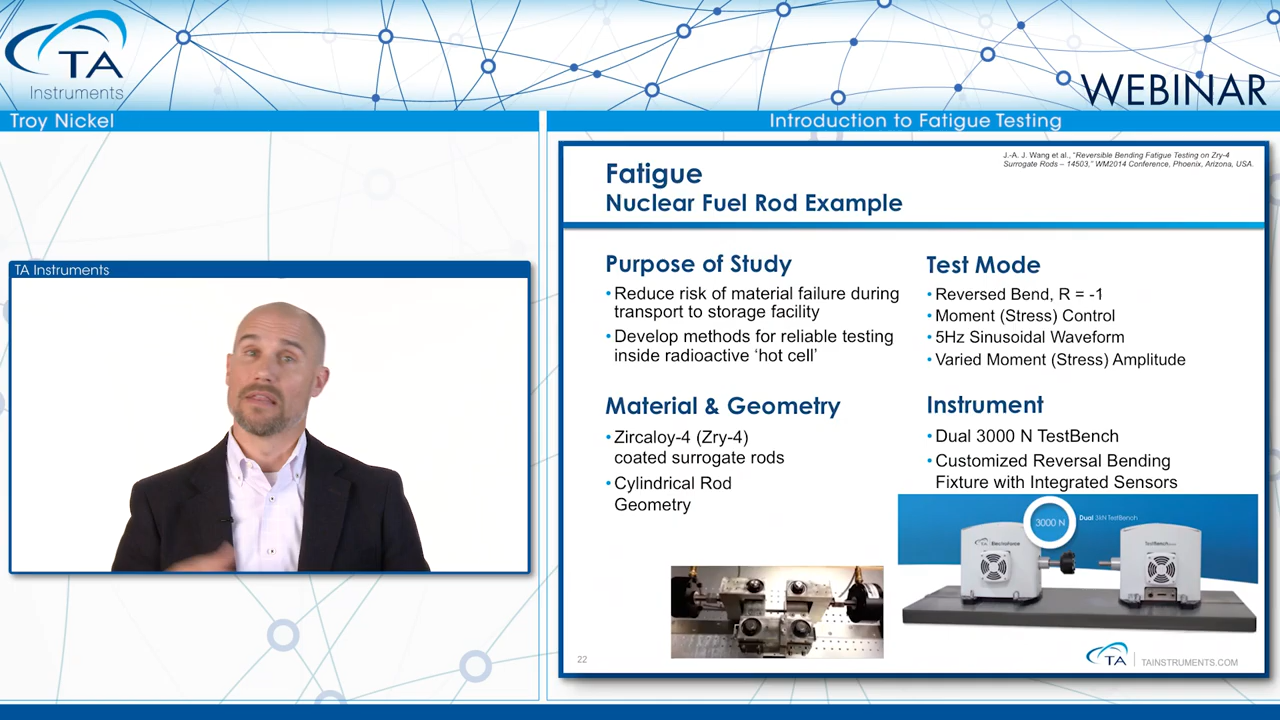 TA
Instruments
WEBINAR
Troy Nickel
Introduction to Fatigue Testing
TA Instruments
J.-A. J. Wang et al., "Reversible Bending Fatigue Testing on Zry-4
Surrogate Rods – 14503," WM2014 Conference, Phoenix, Arizona, USA.
Fatigue
Nuclear Fuel Rod Example
Purpose of Study
• Reduce risk of material failure during
transport to storage facility
• Develop methods for reliable testing
inside radioactive ‘hot cell’
Material & Geometry
• Zircaloy-4 (Zry-4)
coated surrogate rods
• Cylindrical Rod
Geometry
Test Mode
• Reversed Bend, R = -1
• Moment (Stress) Control
• 5Hz Sinusoidal Waveform
• Varied Moment (Stress) Amplitude
Instrument
• Dual 3000 N TestBench
• Customized Reversal Bending
Fixture with Integrated Sensors
3000 N
Dual 3kN TestBench
ElectroForce
TestBench
22
TA
TAINSTRUMENTS.COM